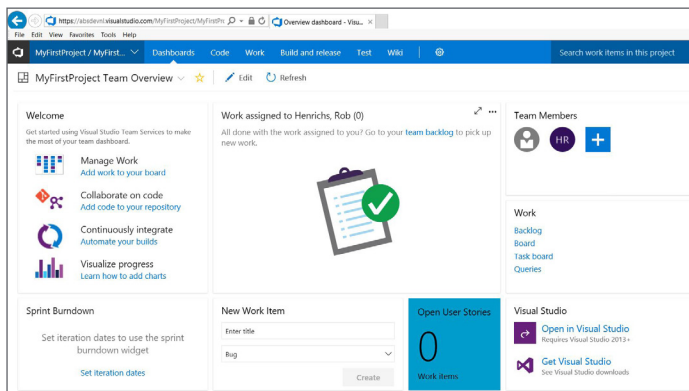 https://absdevnl.visualstudio.com/MyFirstProject/MyFirstPr
Overview dashboard - Visu...
File Edit View Favorites Tools Help
MyFirstProject / MyFirst...
Dashboards Code Work Build and release Test Wiki
Search work items in this project
MyFirstProject Team Overview
Edit Refresh
Welcome
Get started using Visual Studio Team Services to make
the most of your team dashboard.
Manage Work
Add work to your board
Collaborate on code
Add code to your repository
Continuously integrate
Automate your builds
Visualize progress
Learn how to add charts
Work assigned to Henrichs, Rob (0)
All done with the work assigned to you? Go to your team backlog to pick up
new work.
Team Members
HR
Work
Backlog
Board
Task board
Queries
Sprint Burndown
Set iteration dates to use the sprint
burndown widget
Set iteration dates
New Work Item
Enter title
Bug
Create
Open User Stories
0
Work items
Visual Studio
Open in Visual Studio
Requires Visual Studio 2013+
Get Visual Studio
See Visual Studio downloads